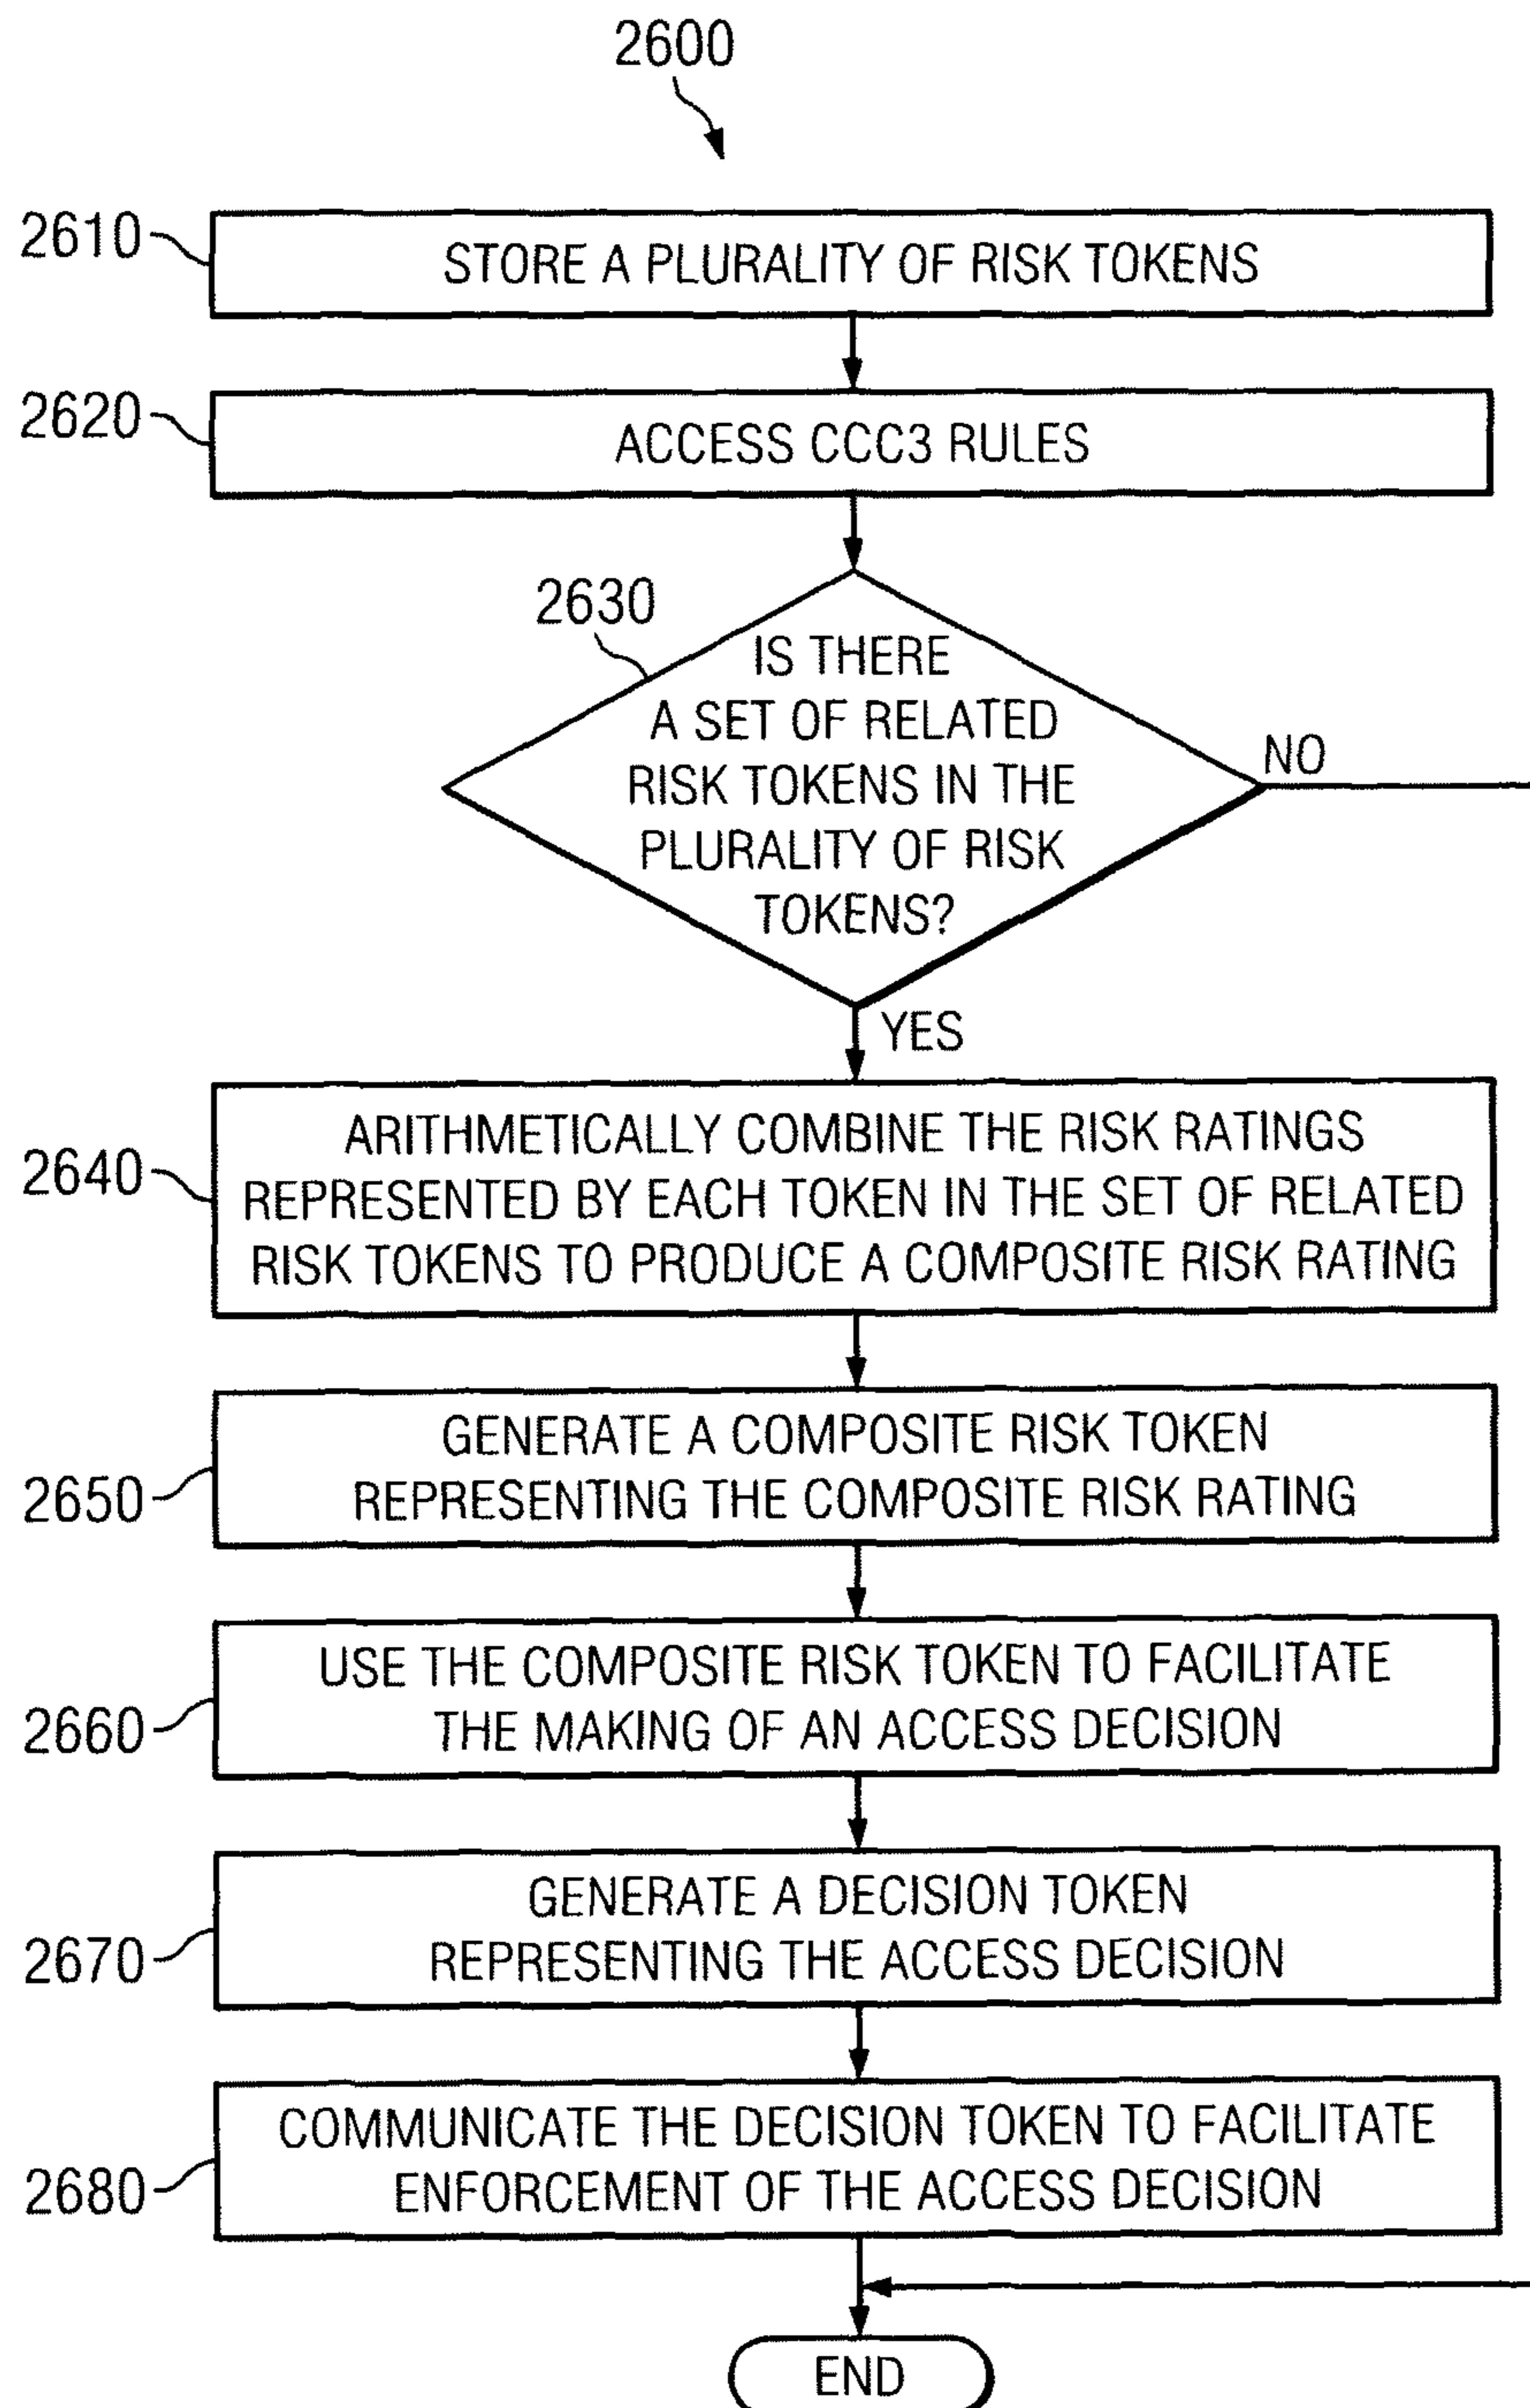 2600
2610
STORE A PLURALITY OF RISK TOKENS
2620
ACCESS CCC3 RULES
2630
IS THERE
A SET OF RELATED
RISK TOKENS IN THE
PLURALITY OF RISK
TOKENS?
NO
YES
2640
ARITHMETICALLY COMBINE THE RISK RATINGS
REPRESENTED BY EACH TOKEN IN THE SET OF RELATED
RISK TOKENS TO PRODUCE A COMPOSITE RISK RATING
2650
GENERATE A COMPOSITE RISK TOKEN
REPRESENTING THE COMPOSITE RISK RATING
2660
USE THE COMPOSITE RISK TOKEN TO FACILITATE
THE MAKING OF AN ACCESS DECISION
2670
GENERATE A DECISION TOKEN
REPRESENTING THE ACCESS DECISION
2680
COMMUNICATE THE DECISION TOKEN TO FACILITATE
ENFORCEMENT OF THE ACCESS DECISION
END